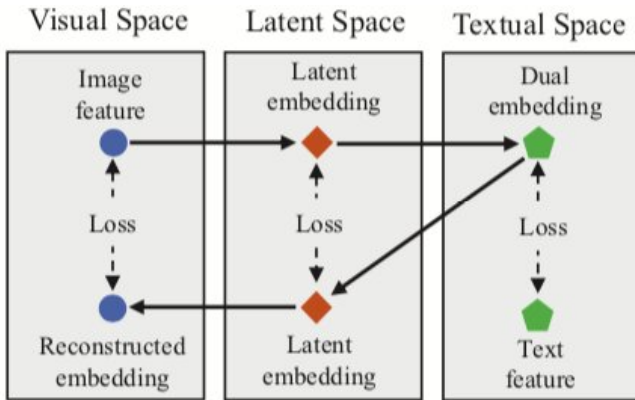 Visual Space
Latent Space
Textual Space
Image
feature
Latent
embedding
Dual
embedding
Loss
Loss
Loss
Reconstructed
embedding
Latent
embedding
Text
feature